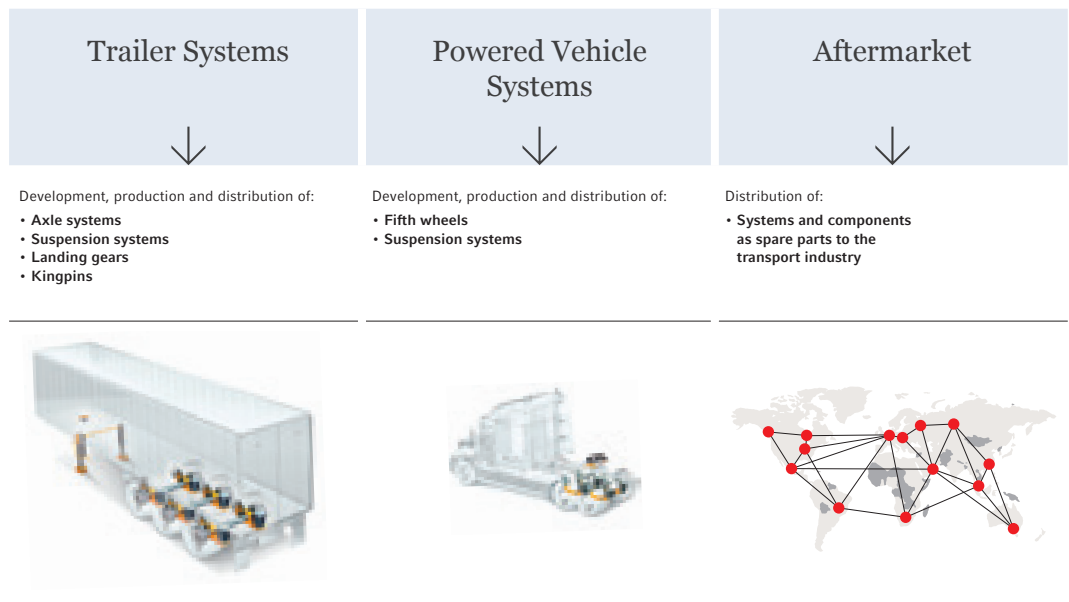 Trailer Systems
Development, production and distribution of:
• Axle systems
• Suspension systems
• Landing gears
• Kingpins
Powered Vehicle
Systems
Development, production and distribution of:
• Fifth wheels
• Suspension systems
Aftermarket
Distribution of:
• Systems and components
as spare parts to the
transport industry